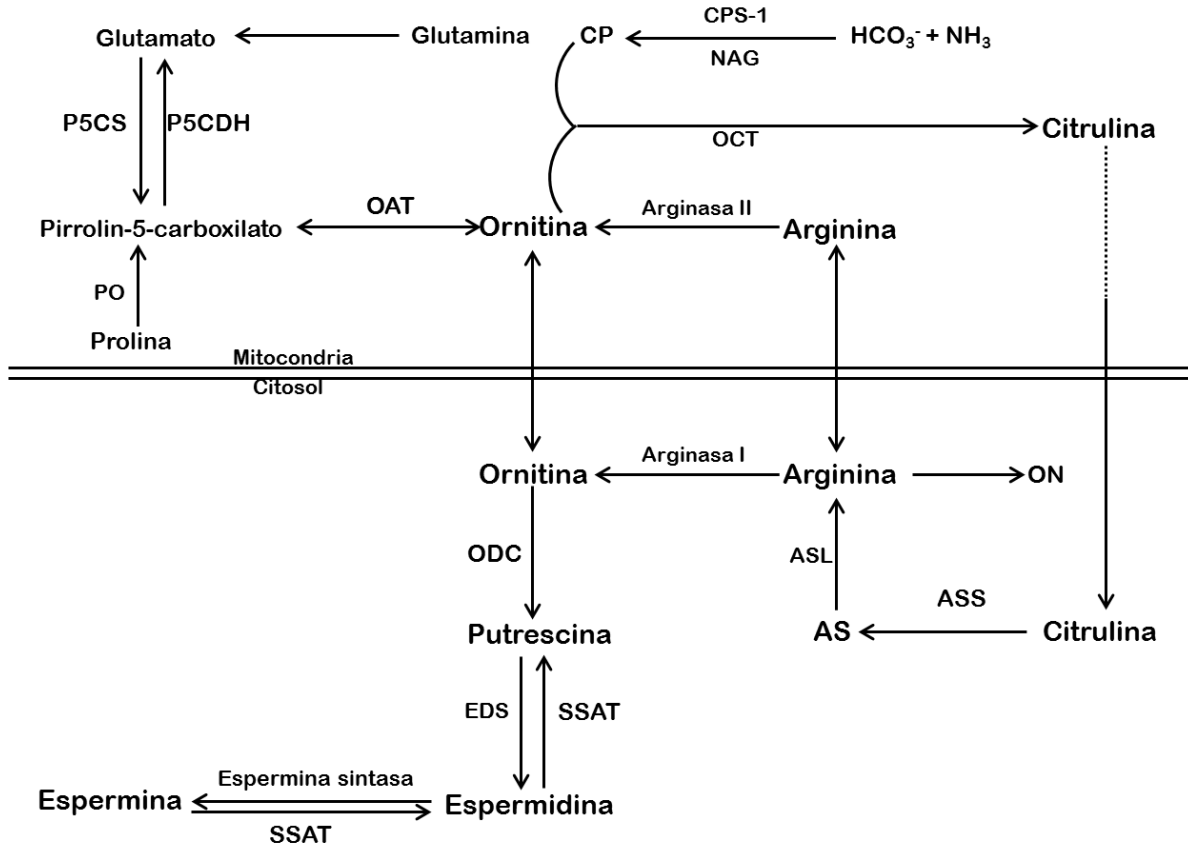 CPS-1
Glutamato
Glutamina
CP
HCO₃⁻ + NH₃
NAG
P5CS
P5CDH
Citrulina
OCT
OAT
Arginasa II
Pirrolin-5-carboxilato
Ornitina
Arginina
PO
Prolina
Mitocondria
Citosol
Arginasa I
Ornitina
Arginina
ON
ODC
ASL
ASS
Putrescina
AS
Citrulina
EDS
SSAT
Espermina sintasa
Espermina
Espermidina
SSAT